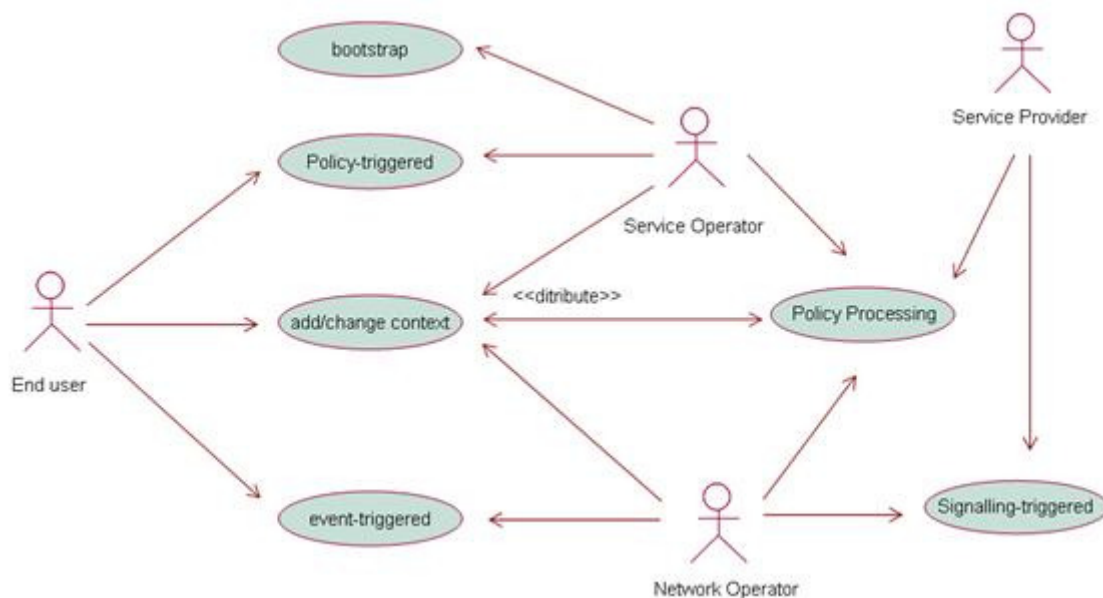 bootstrap
Service Provider
Policy-triggered
Service Operator
<<ditribute>>
add/change context
Policy Processing
End user
event-triggered
Signalling-triggered
Network Operator